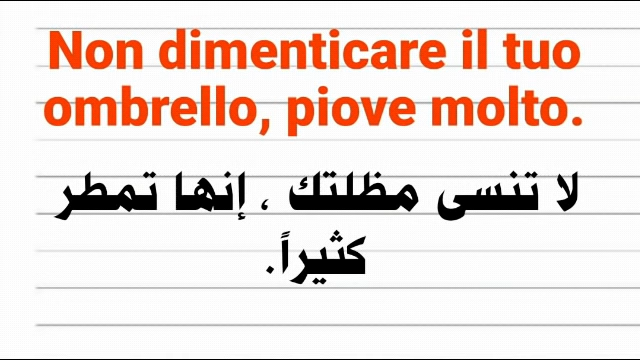 Non dimenticare il tuo
ombrello, piove molto.
لا تنسى مظلتك ، إنها تمطر
كثيراً.